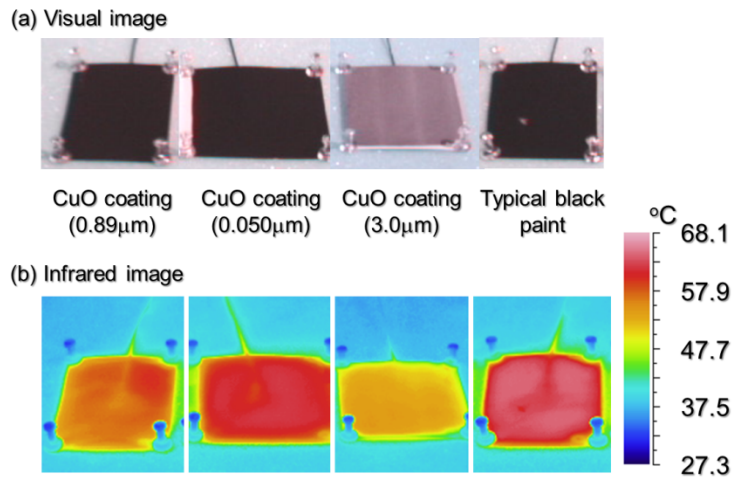 (a) Visual image
CuO coating
(0.89μm)
CuO coating
(0.050μm)
CuO coating
(3.0μm)
Typical black
paint
(b) Infrared image
°C
68.1
57.9
47.7
37.5
27.3